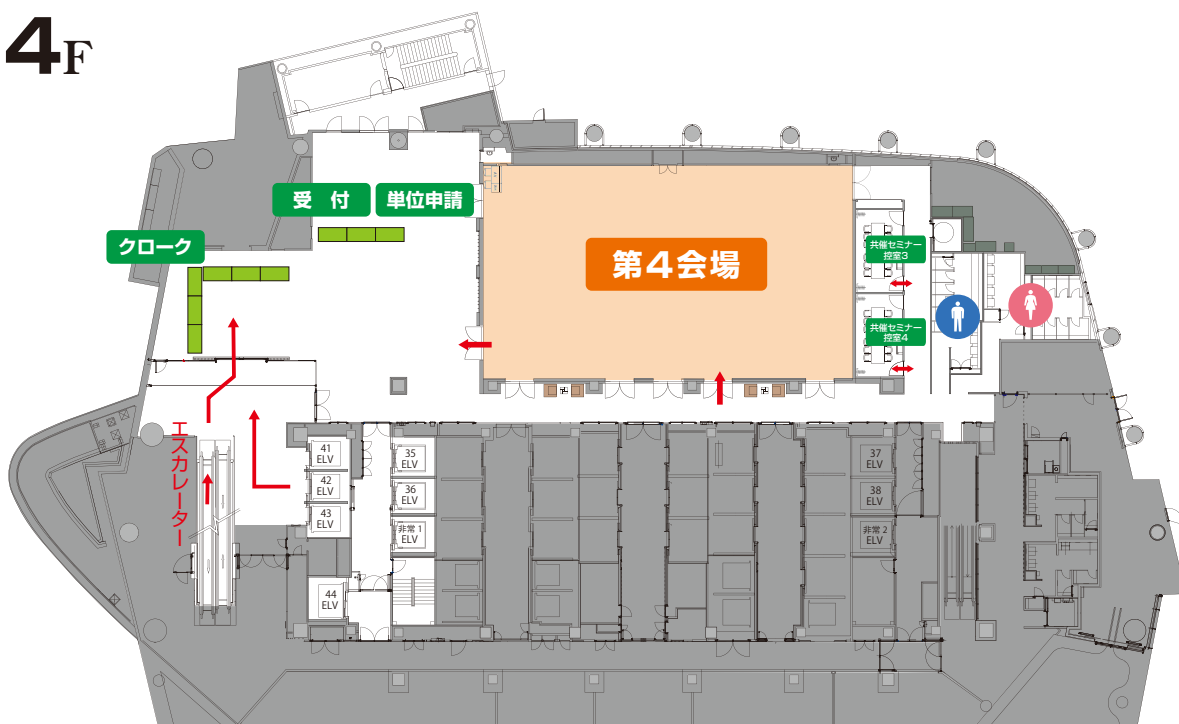 4F
受 付
単位申請
クローク
第4会場
共催セミナー
控室3
共催セミナー
控室4
エスカレーター
41
ELV
42
ELV
43
ELV
44
ELV
35
ELV
36
ELV
非常1
ELV
37
ELV
38
ELV
非常2
ELV